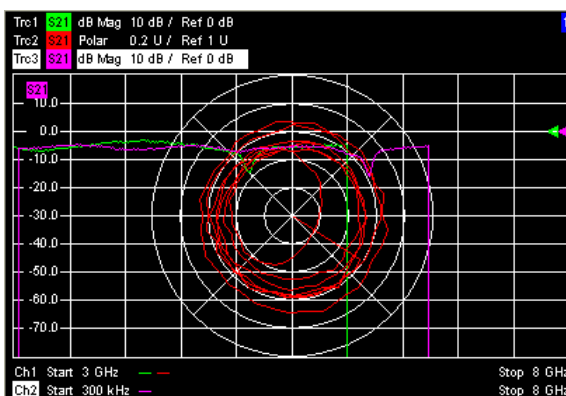 Trc1 S21 dB Mag 10 dB / Ref 0 dB
Trc2 S21 Polar 0.2 U / Ref 1 U
Trc3 S21 dB Mag 10 dB / Ref 0 dB
S21
10.0
0.0
-10.0
-20.0
-30.0
-40.0
-50.0
-60.0
-70.0
Ch1 Start 3 GHz Stop 8 GHz
Ch2 Start 300 kHz Stop 8 GHz